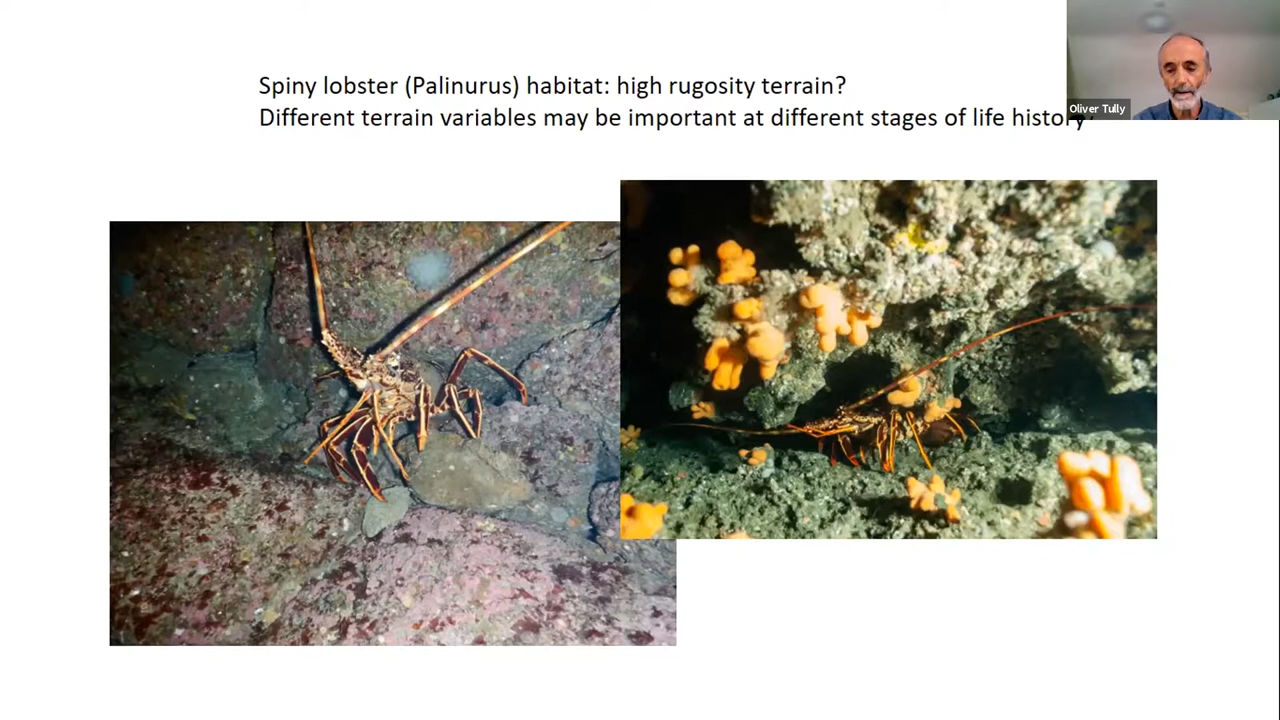 Spiny lobster (Palinurus) habitat: high rugosity terrain?
Different terrain variables may be important at different stages of life history
Oliver Tully